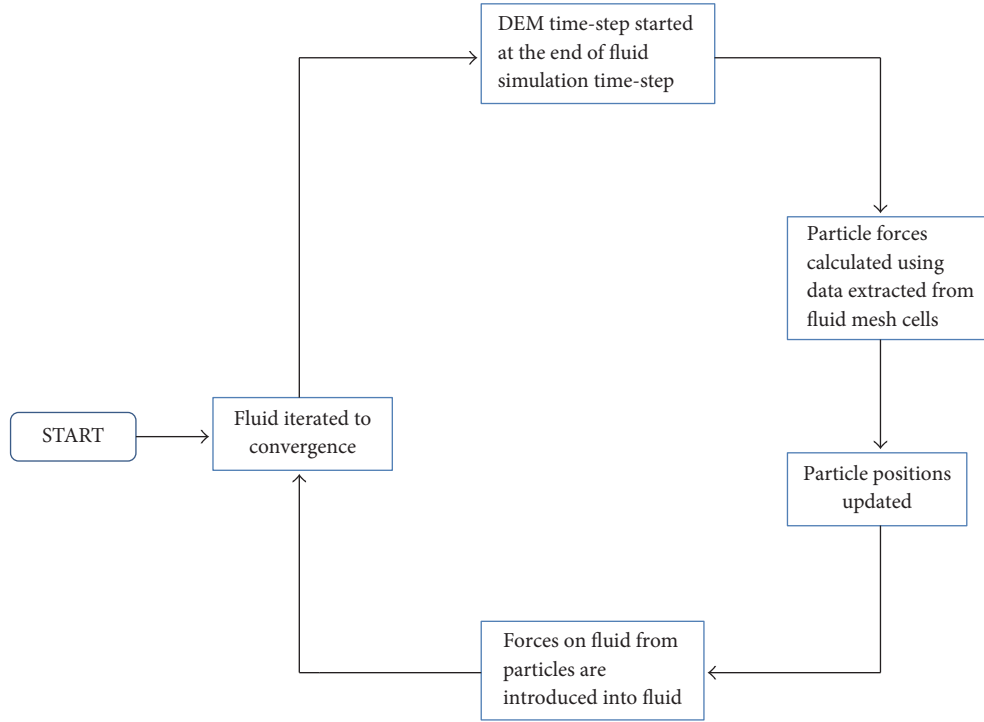 DEM time-step started
at the end of fluid
simulation time-step
Particle forces
calculated using
data extracted from
fluid mesh cells
START
Fluid iterated to
convergence
Particle positions
updated
Forces on fluid from
particles are
introduced into fluid